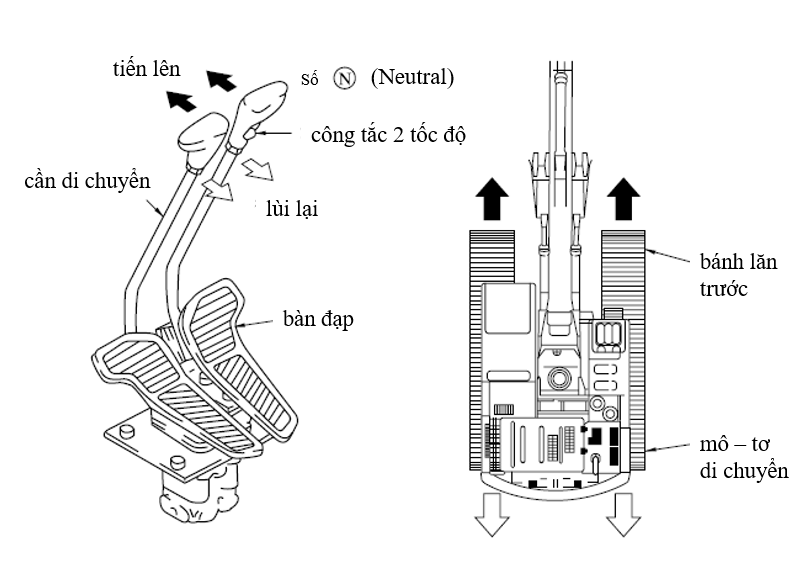 tiến lên
số N (Neutral)
công tắc 2 tốc độ
cần di chuyển
lùi lại
bàn đạp
bánh lăn
trước
mô – tơ
di chuyển